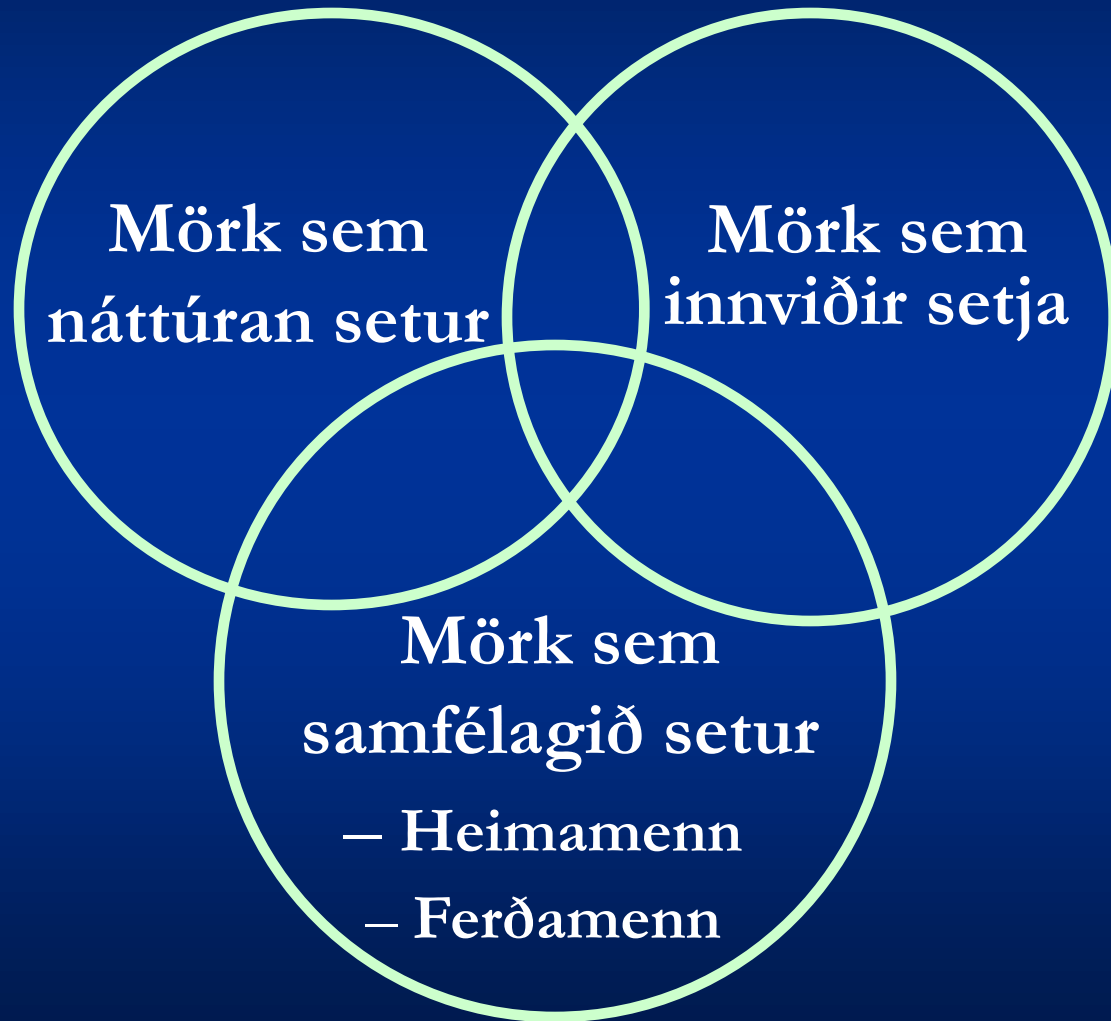 Mörk sem
náttúran setur
Mörk sem
innviðir setja
Mörk sem
samfélagið setur
– Heimamenn
– Ferðamenn